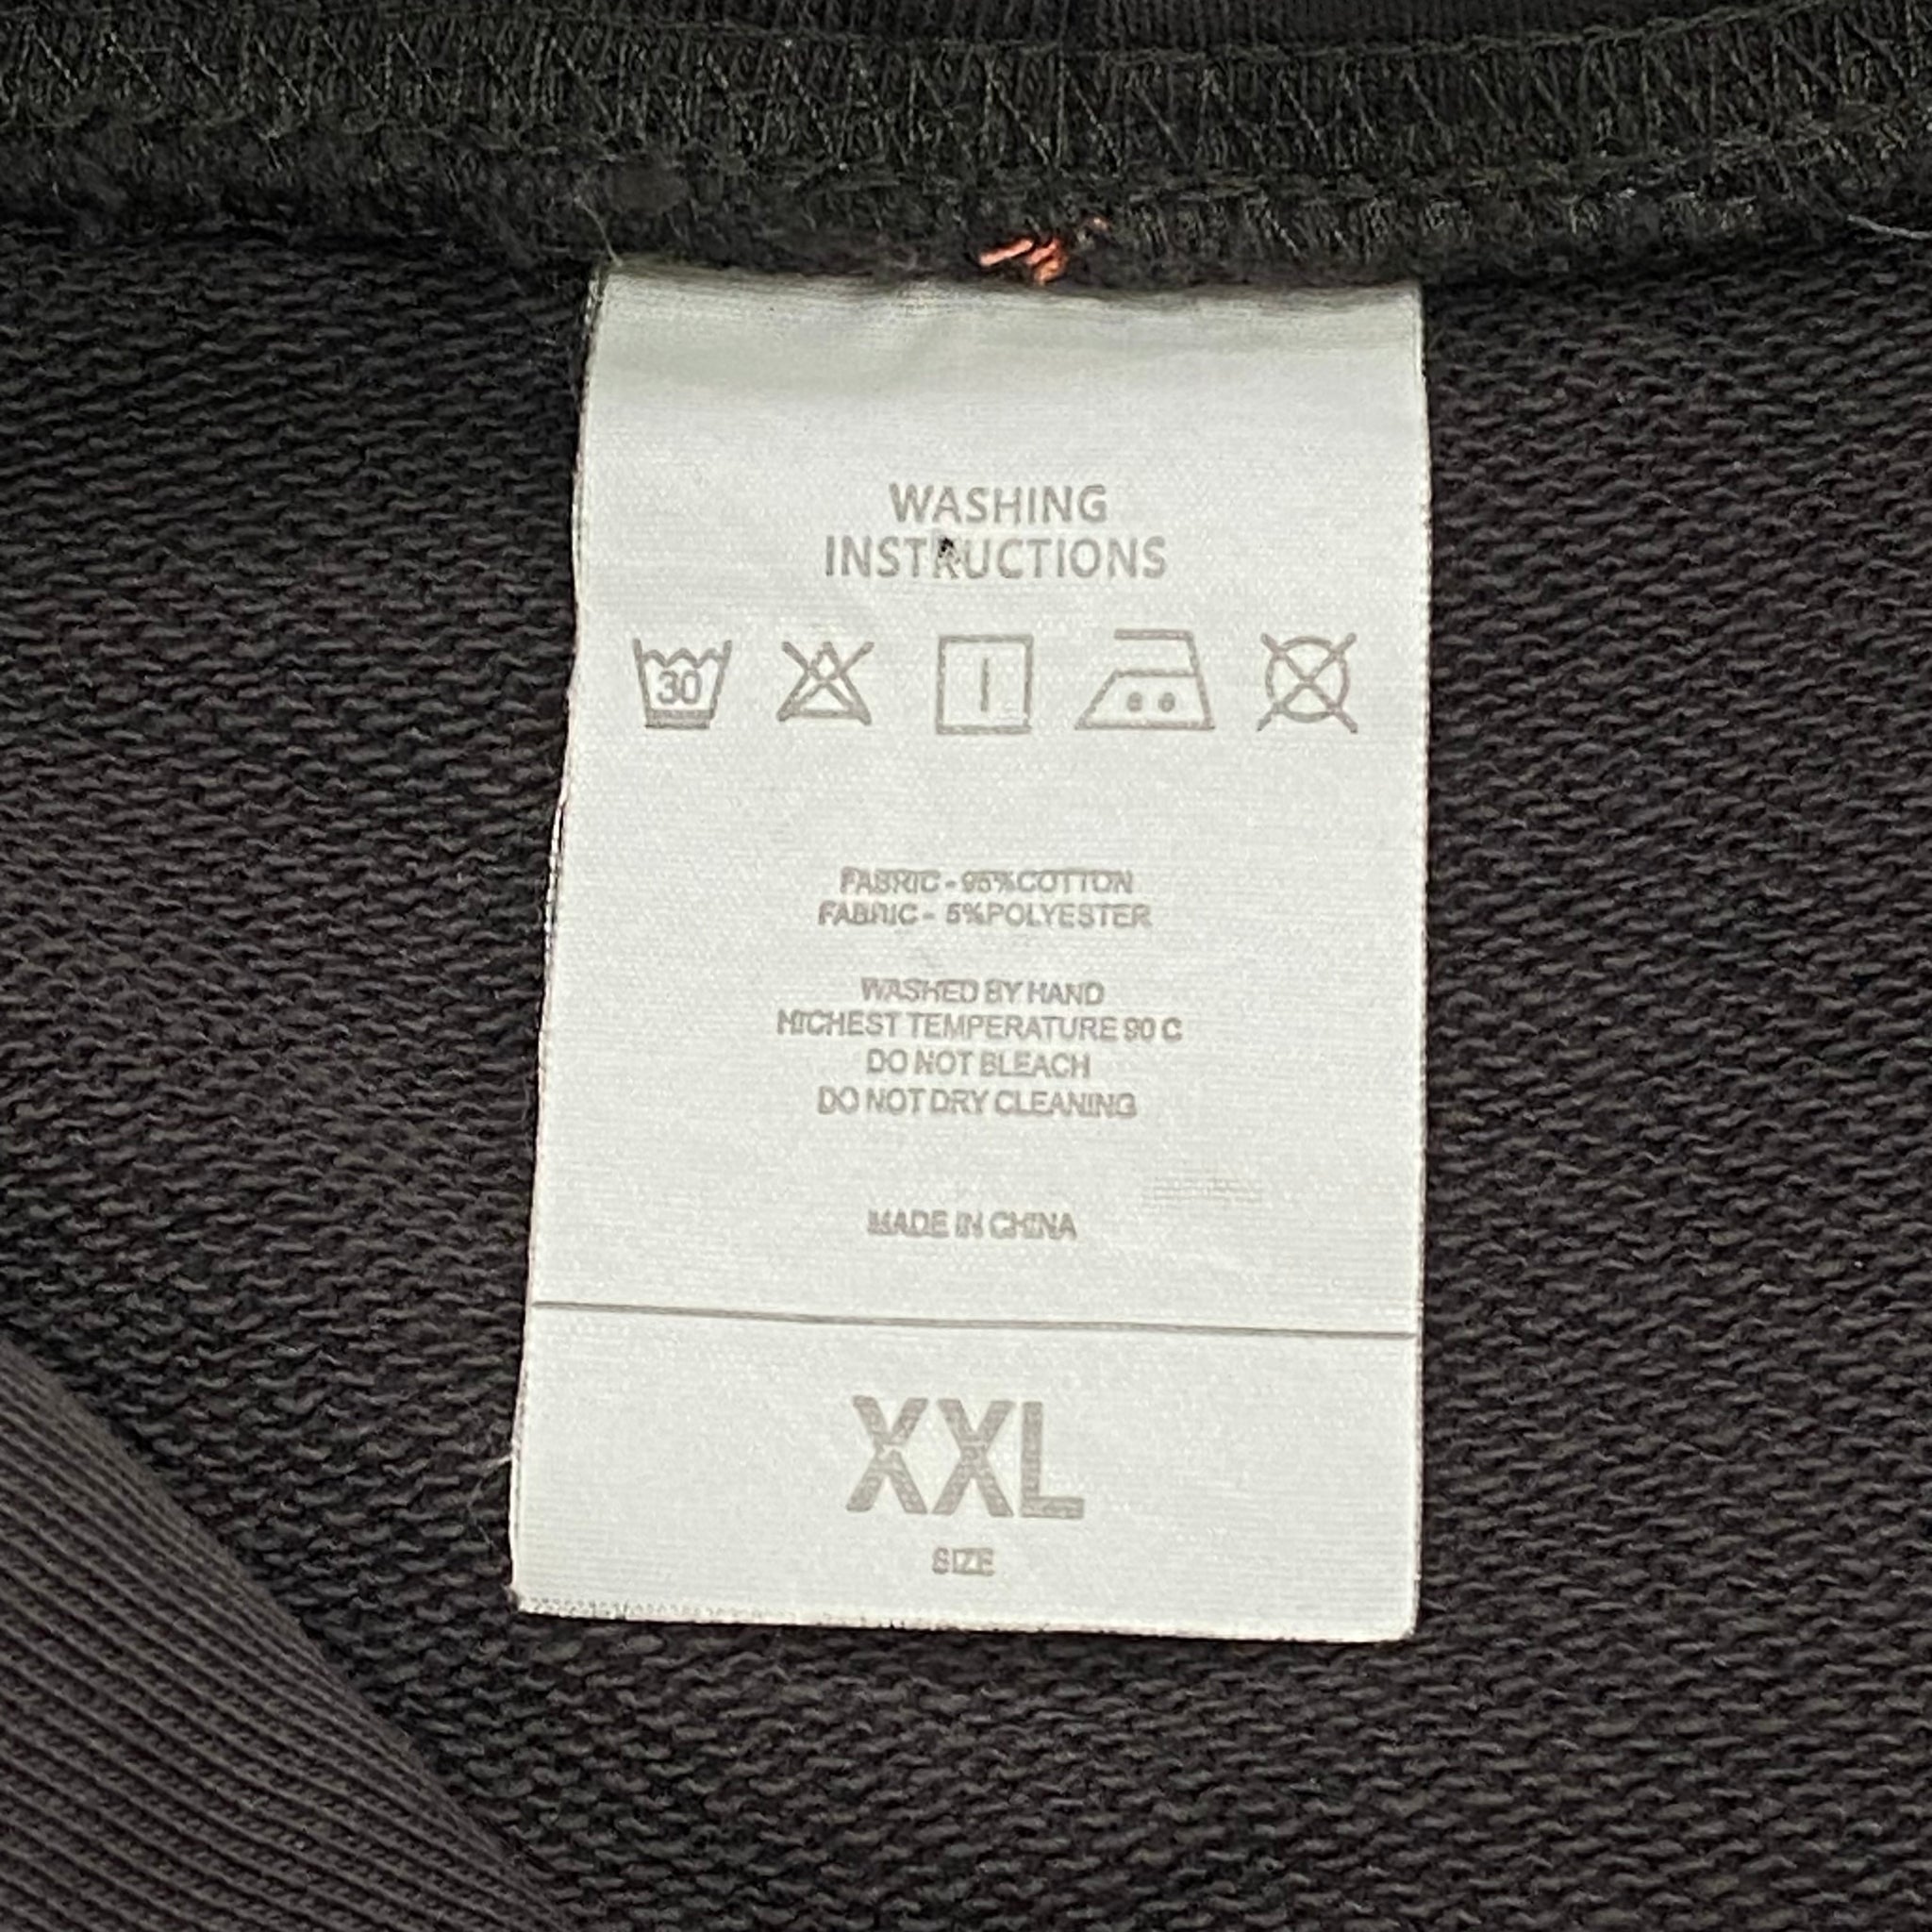 WASHING
INSTRUCTIONS
30
FABRIC - 95%COTTON
FABRIC - 5%POLYESTER
WASHED BY HAND
HICHEST TEMPERATURE 90 C
DO NOT BLEACH
DO NOT DRY CLEANING
MADE IN CHINA
XXL
SIZE